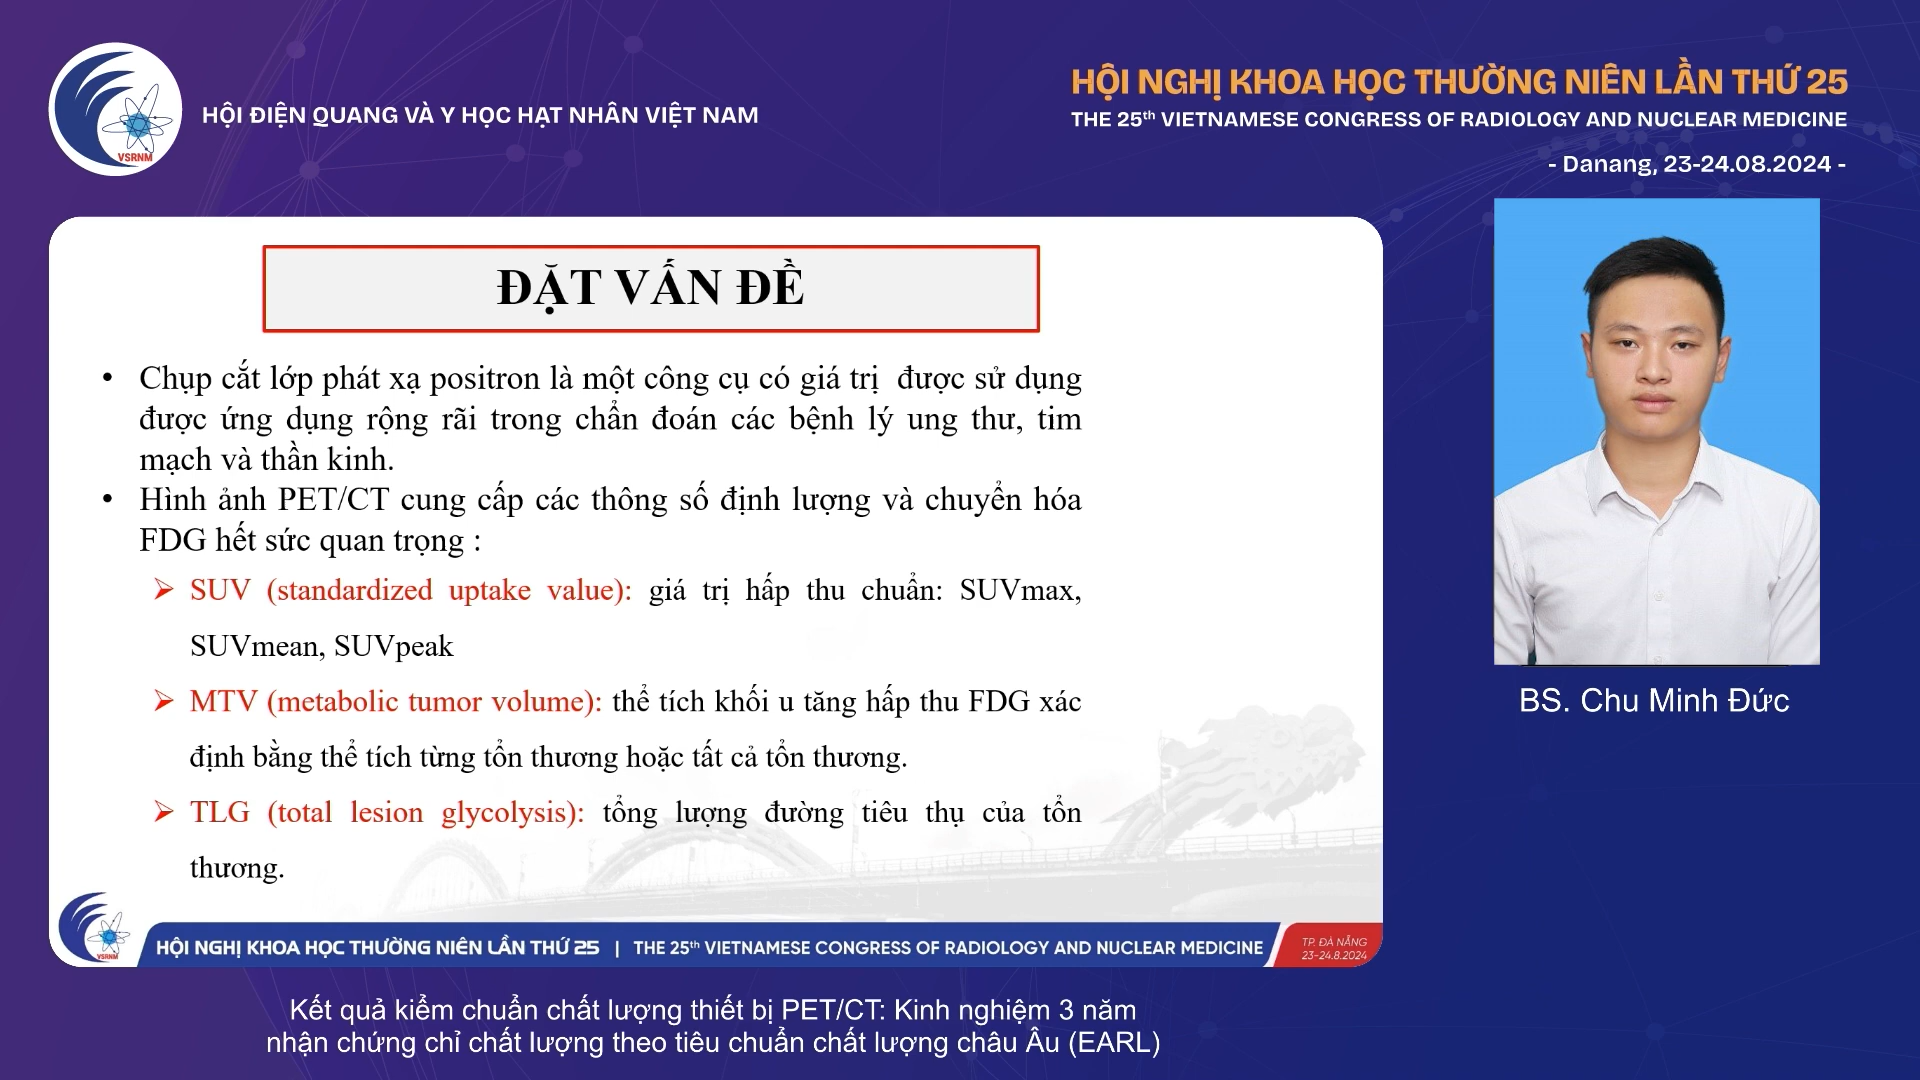 VSRNM
HỘI ĐIỆN QUANG VÀ Y HỌC HẠT NHÂN VIỆT NAM
HỘI NGHỊ KHOA HỌC THƯỜNG NIÊN LẦN THỨ 25
THE 25th VIETNAMESE CONGRESS OF RADIOLOGY AND NUCLEAR MEDICINE
- Danang, 23-24.08.2024 -
ĐẶT VẤN ĐỀ
• Chụp cắt lớp phát xạ positron là một công cụ có giá trị được sử dụng
được ứng dụng rộng rãi trong chẩn đoán các bệnh lý ung thư, tim
mạch và thần kinh.
• Hình ảnh PET/CT cung cấp các thông số định lượng và chuyển hóa
FDG hết sức quan trọng :
➢ SUV (standardized uptake value): giá trị hấp thu chuẩn: SUVmax,
SUVmean, SUVpeak
➢ MTV (metabolic tumor volume): thể tích khối u tăng hấp thu FDG xác
định bằng thể tích từng tổn thương hoặc tất cả tổn thương.
➢ TLG (total lesion glycolysis): tổng lượng đường tiêu thụ của tổn
thương.
VSRNM
HỘI NGHỊ KHOA HỌC THƯỜNG NIÊN LẦN THỨ 25 | THE 25th VIETNAMESE CONGRESS OF RADIOLOGY AND NUCLEAR MEDICINE
TP. ĐÀ NẴNG
23-24.8.2024
BS. Chu Minh Đức
Kết quả kiểm chuẩn chất lượng thiết bị PET/CT: Kinh nghiệm 3 năm
nhận chứng chỉ chất lượng theo tiêu chuẩn chất lượng châu Âu (EARL)